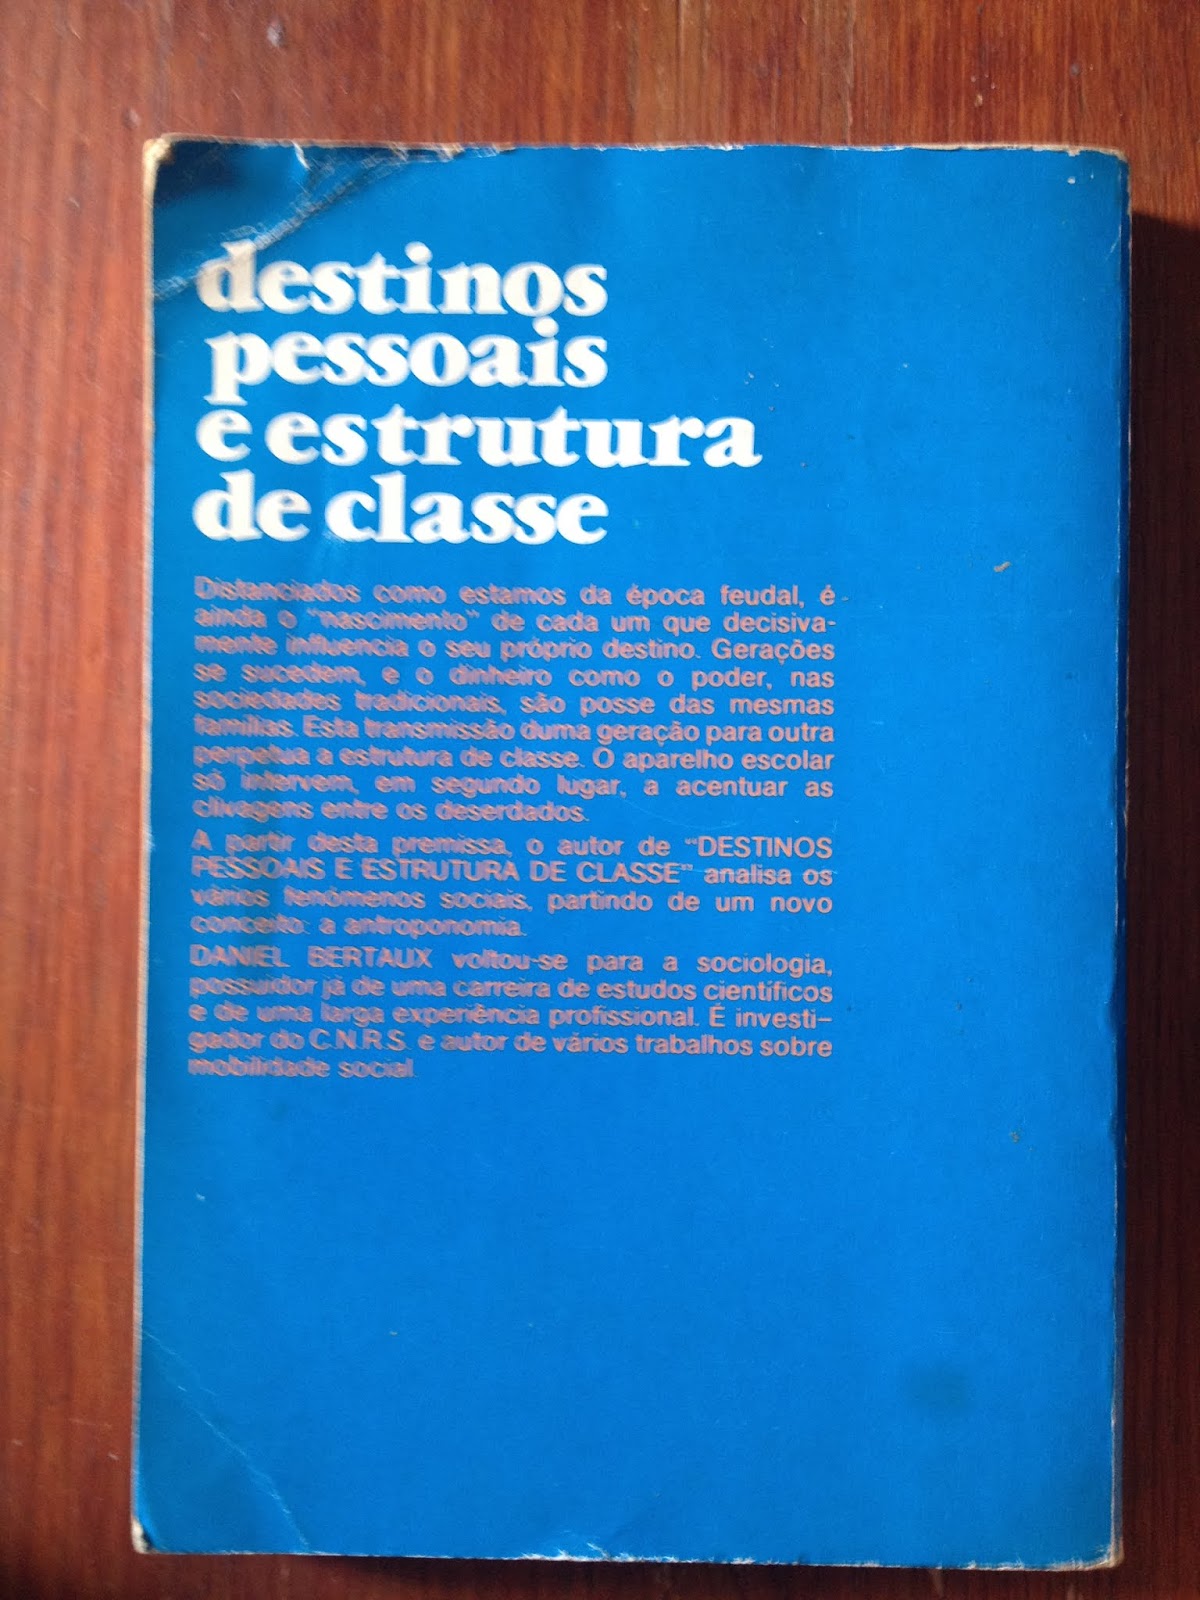 destinos
pessoais
e estrutura
de classe
Distanciados como estamos da época feudal, é
ainda o "nascimento" de cada um que decisiva-
mente influencia o seu próprio destino. Gerações
se sucedem, e o dinheiro como o poder, nas
sociedades tradicionais, são posse das mesmas
famílias. Esta transmissão duma geração para outra
perpetua a estrutura de classe. O aparelho escolar
só intervem, em segundo lugar, a acentuar as
clivagens entre os deserdados.
A partir desta premissa, o autor de "DESTINOS
PESSOAIS E ESTRUTURA DE CLASSE" analisa os
vários fenómenos sociais, partindo de um novo
conceito: a antroponomia.
DANIEL BERTAUX voltou-se para a sociologia,
possuidor já de uma carreira de estudos científicos
e de uma larga experiência profissional. É investi-
gador do C.N.R.S. e autor de vários trabalhos sobre
mobilidade social.